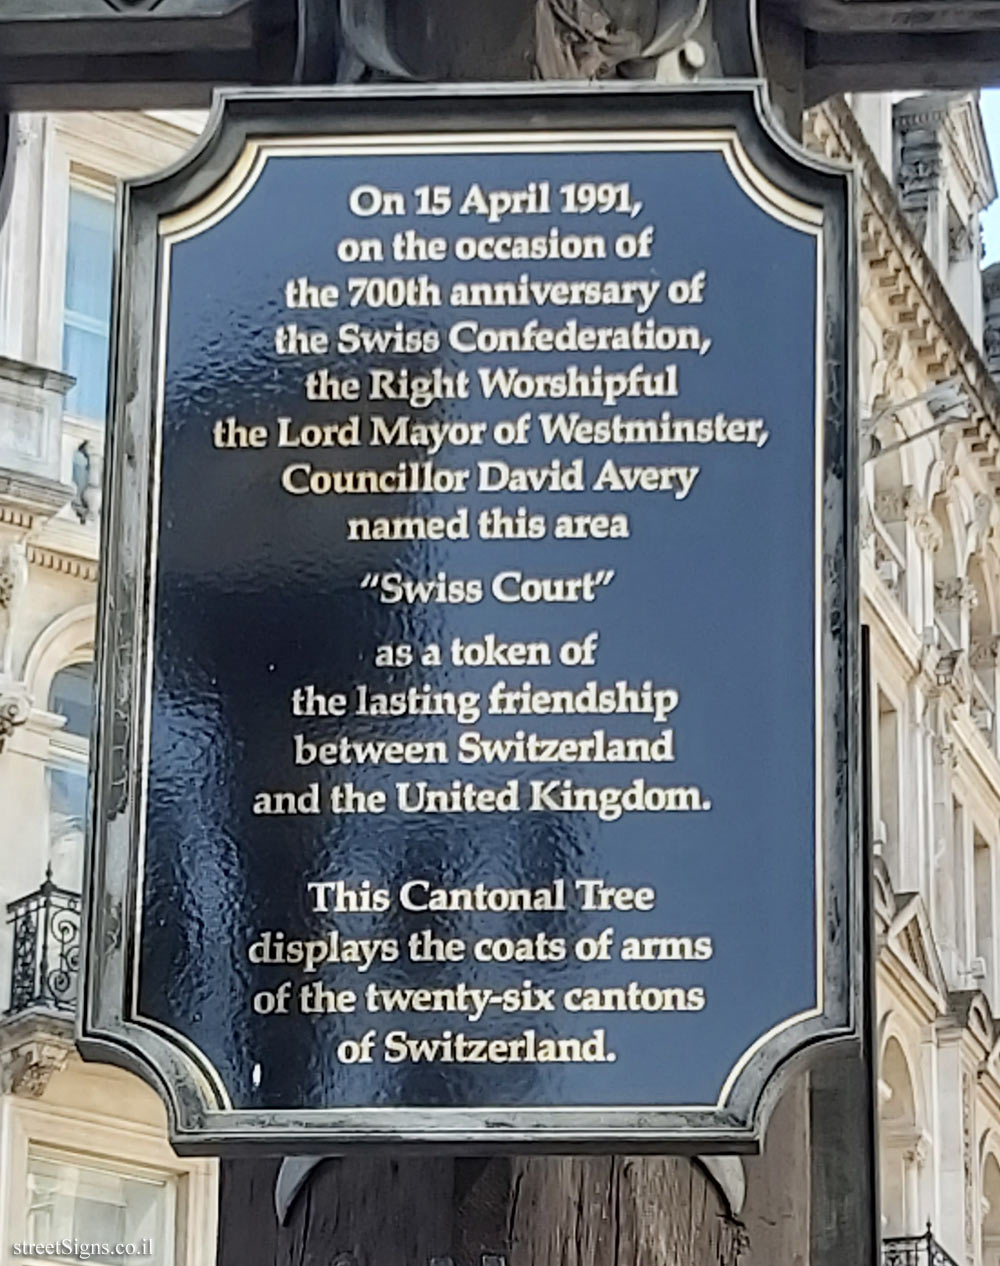 On 15 April 1991,
on the occasion of
the 700th anniversary of
the Swiss Confederation,
the Right Worshipful
the Lord Mayor of Westminster,
Councillor David Avery
named this area
"Swiss Court"
as a token of
the lasting friendship
between Switzerland
and the United Kingdom.
This Cantonal Tree
displays the coats of arms
of the twenty-six cantons
of Switzerland.
streetSigns.co.il